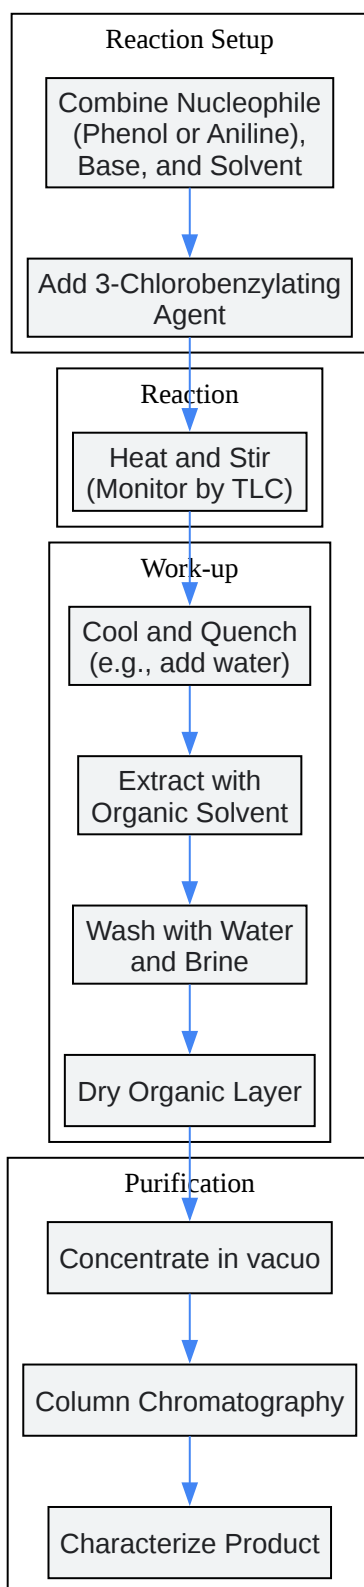 Reaction Setup
Combine Nucleophile
(Phenol or Aniline),
Base, and Solvent
Add 3-Chlorobenzylating
Agent
Reaction
Heat and Stir
(Monitor by TLC)
Work-up
Cool and Quench
(e.g., add water)
Extract with
Organic Solvent
Wash with Water
and Brine
Dry Organic Layer
Purification
Concentrate in vacuo
Column Chromatography
Characterize Product